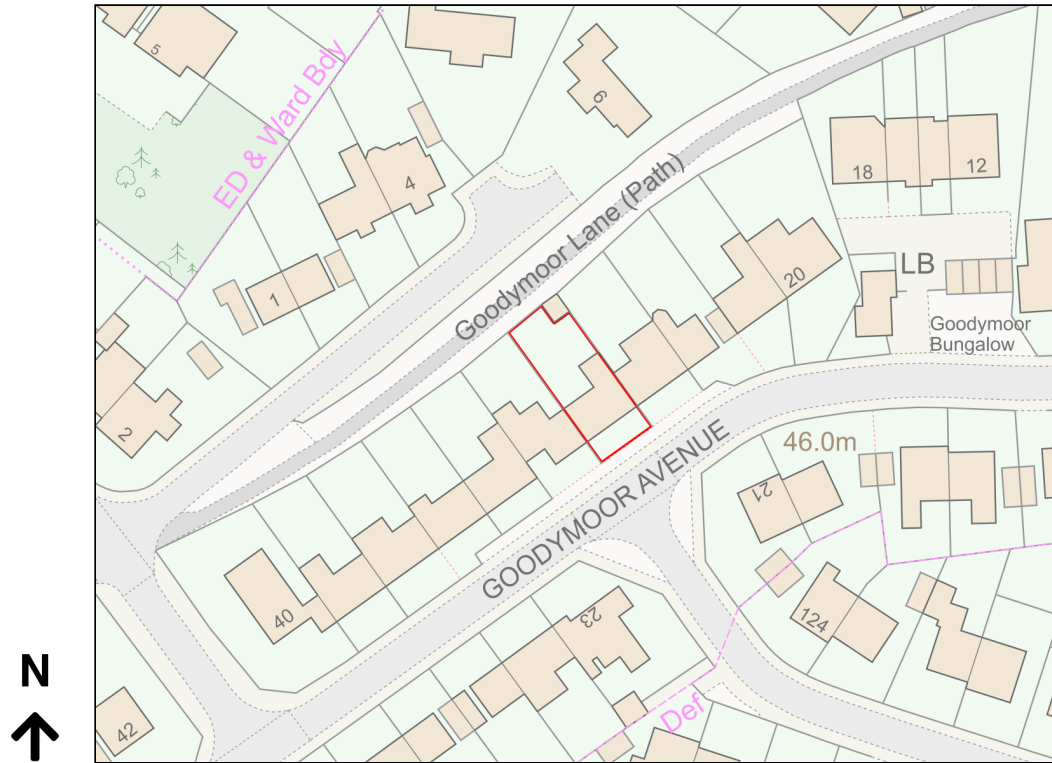 5
ED & Ward Bdy
6
4
18
12
Goodymoor Lane (Path)
20
LB
1
Goodymoor
Bungalow
2
46.0m
GOODYMOOR AVENUE
21
40
23
124
N
42
Def